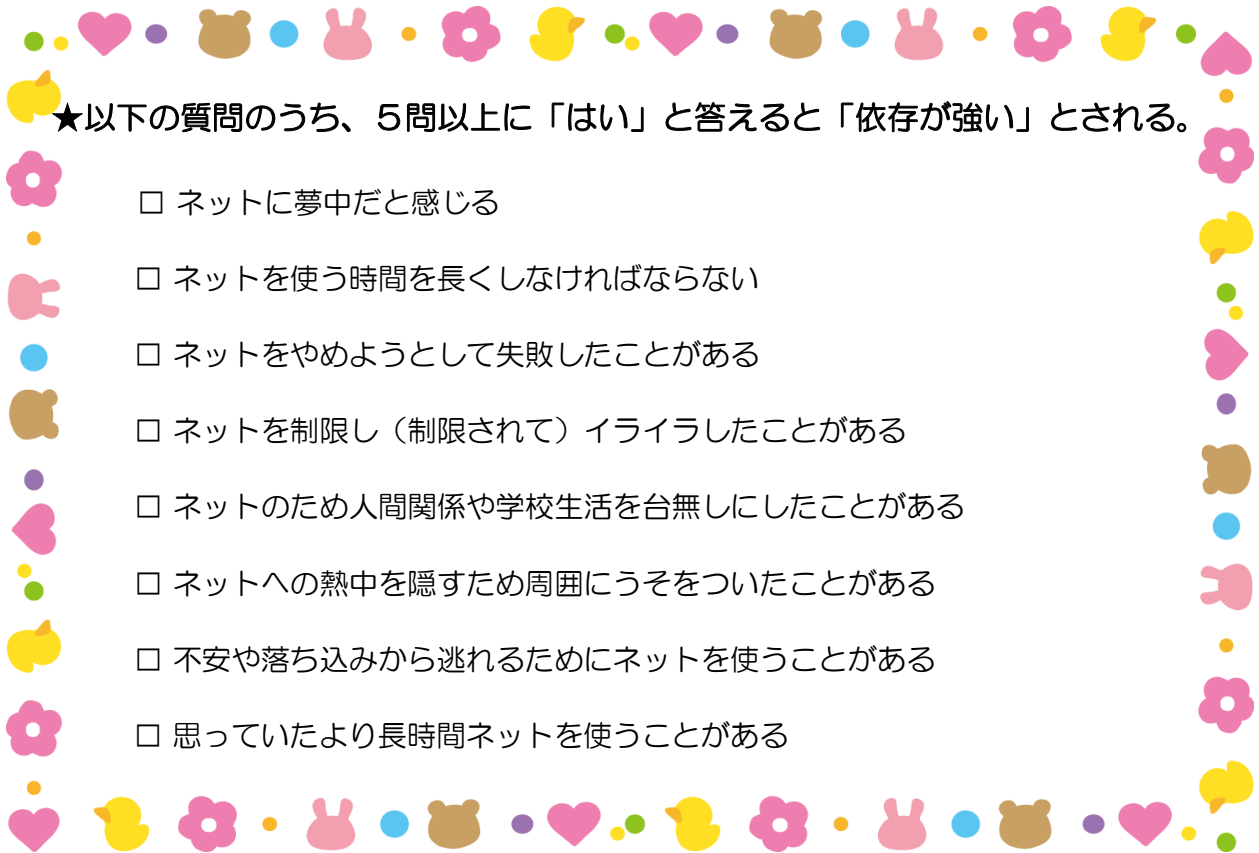 ★以下の質問のうち、５問以上に「はい」と答えると「依存が強い」とされる。
□ ネットに夢中だと感じる
□ ネットを使う時間を長くしなければならない
□ ネットをやめようとして失敗したことがある
□ ネットを制限し（制限されて）イライラしたことがある
□ ネットのため人間関係や学校生活を台無しにしたことがある
□ ネットへの熱中を隠すため周囲にうそをついたことがある
□ 不安や落ち込みから逃れるためにネットを使うことがある
□ 思っていたより長時間ネットを使うことがある